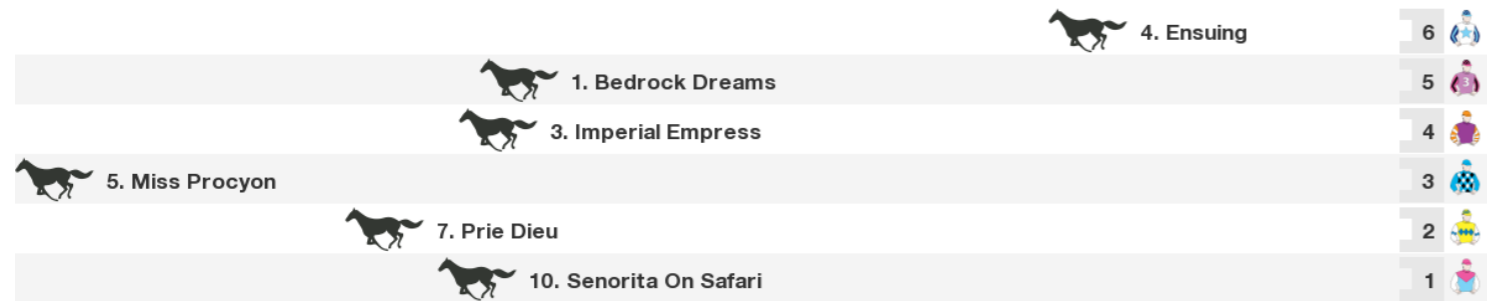 4. Ensuing 6
1. Bedrock Dreams 5 3
3. Imperial Empress 4
5. Miss Procyon 3
7. Prie Dieu 2
10. Senorita On Safari 1